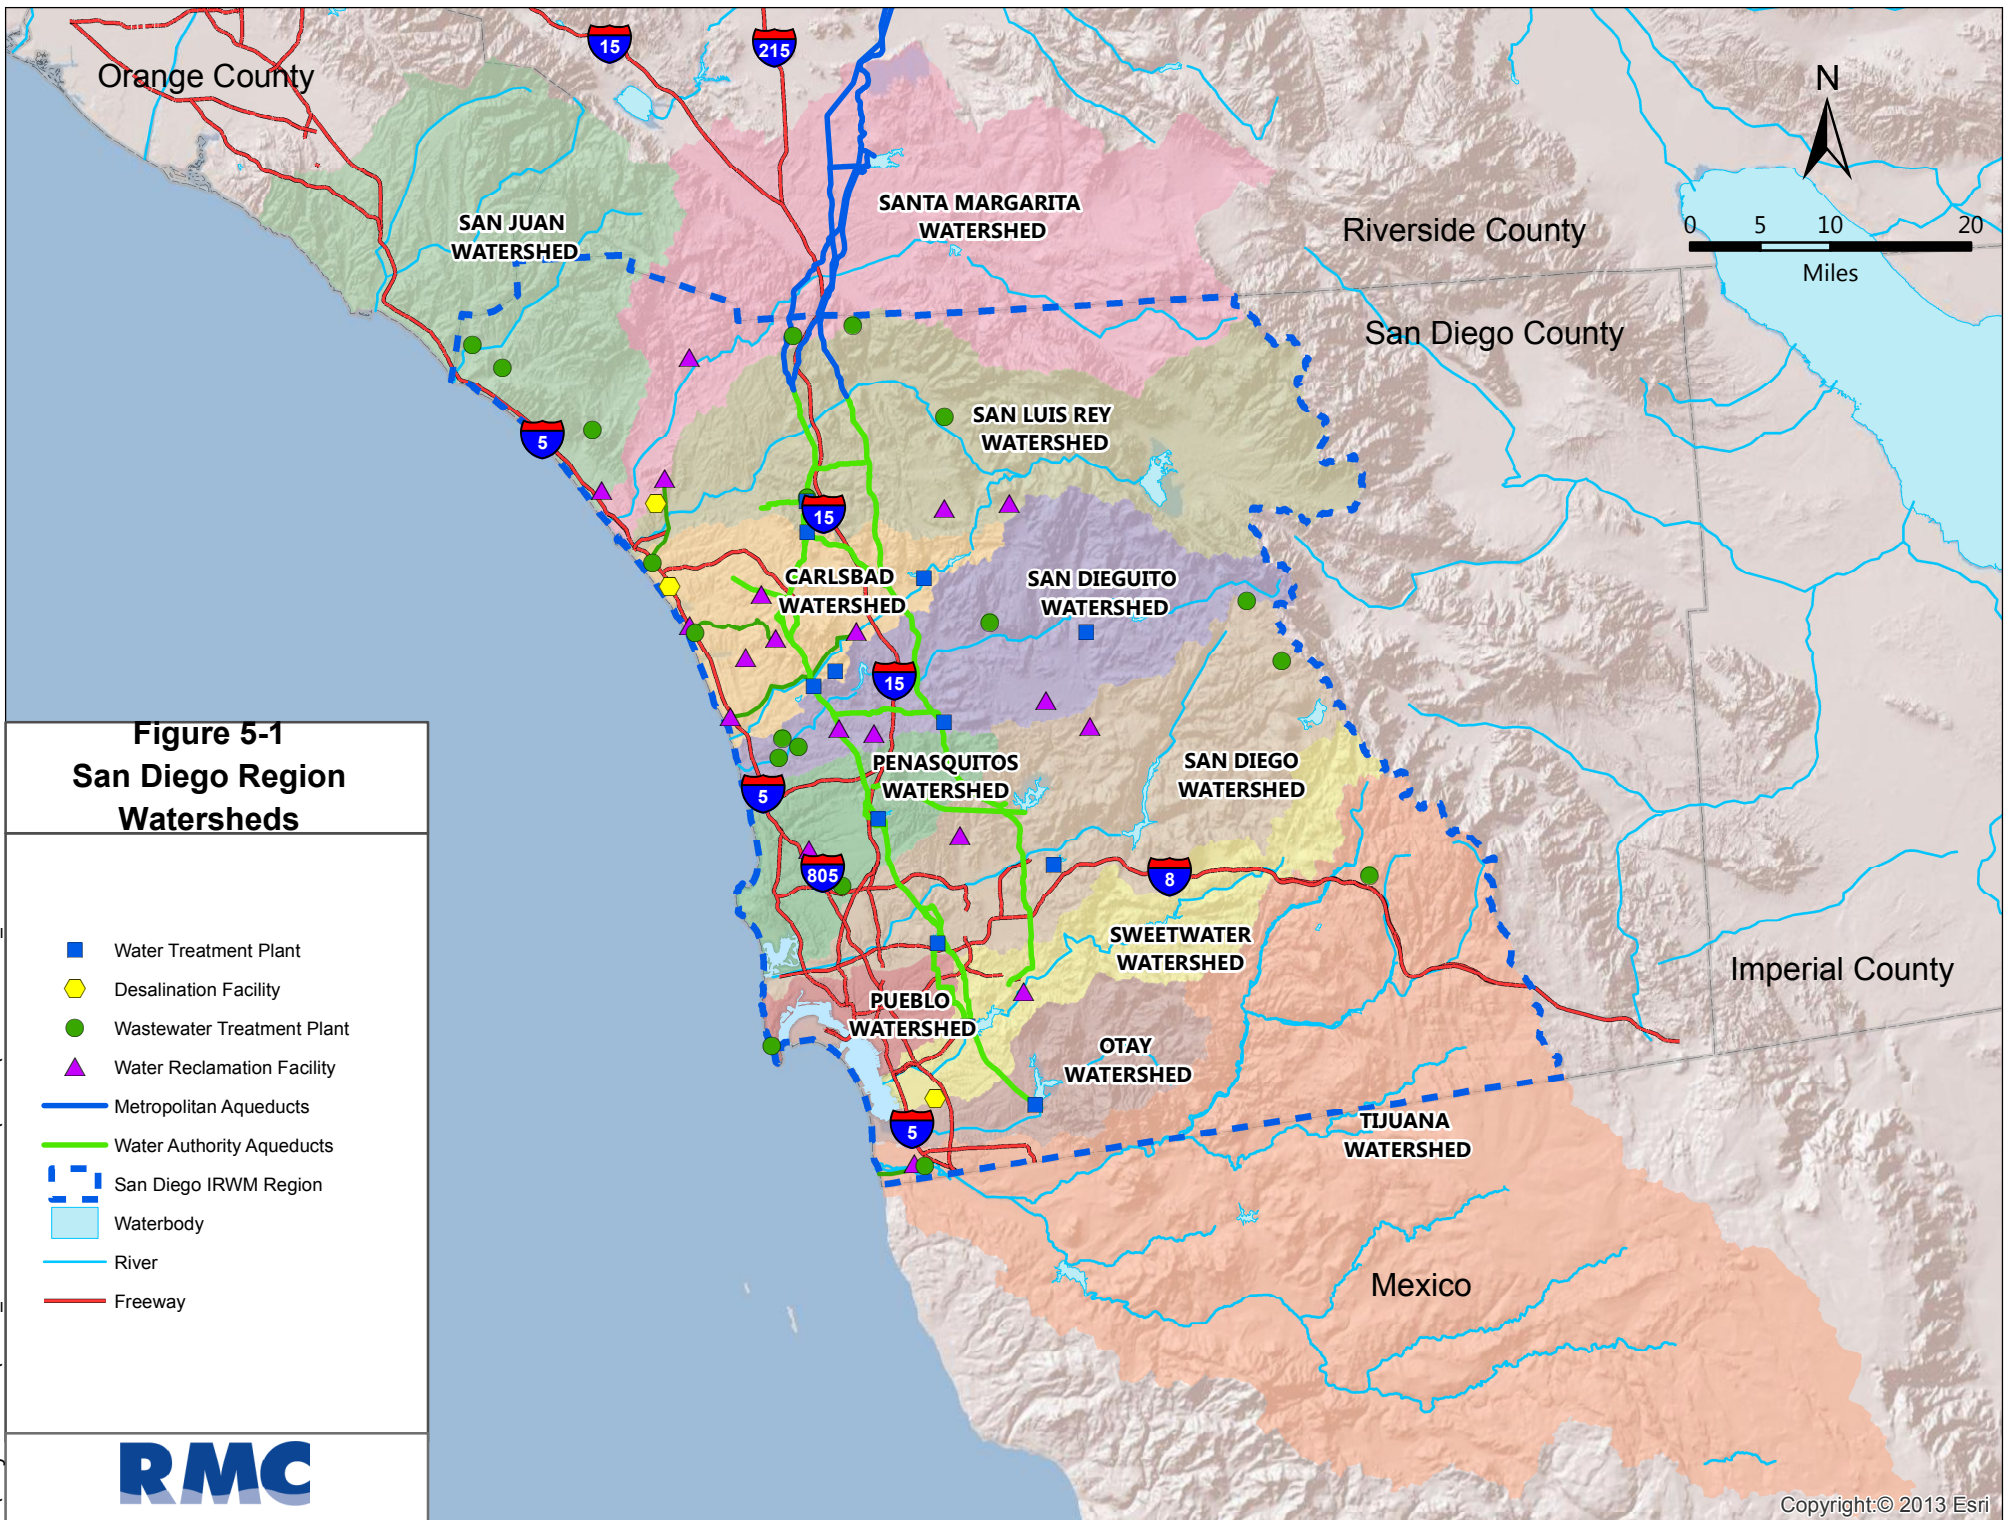 Orange County
15
215
N
0 5 10 20
Miles
SAN JUAN
WATERSHED
SANTA MARGARITA
WATERSHED
Riverside County
San Diego County
5
SAN LUIS REY
WATERSHED
15
CARLSBAD
WATERSHED
SAN DIEGUITO
WATERSHED
15
PENASQUITOS
WATERSHED
SAN DIEGO
WATERSHED
5
805
8
SWEETWATER
WATERSHED
Imperial County
PUEBLO
WATERSHED
OTAY
WATERSHED
5
TIJUANA
WATERSHED
Mexico
Figure 5-1
San Diego Region
Watersheds
Water Treatment Plant
Desalination Facility
Wastewater Treatment Plant
Water Reclamation Facility
Metropolitan Aqueducts
Water Authority Aqueducts
San Diego IRWM Region
Waterbody
River
Freeway
RMC
Copyright:© 2013 Esri